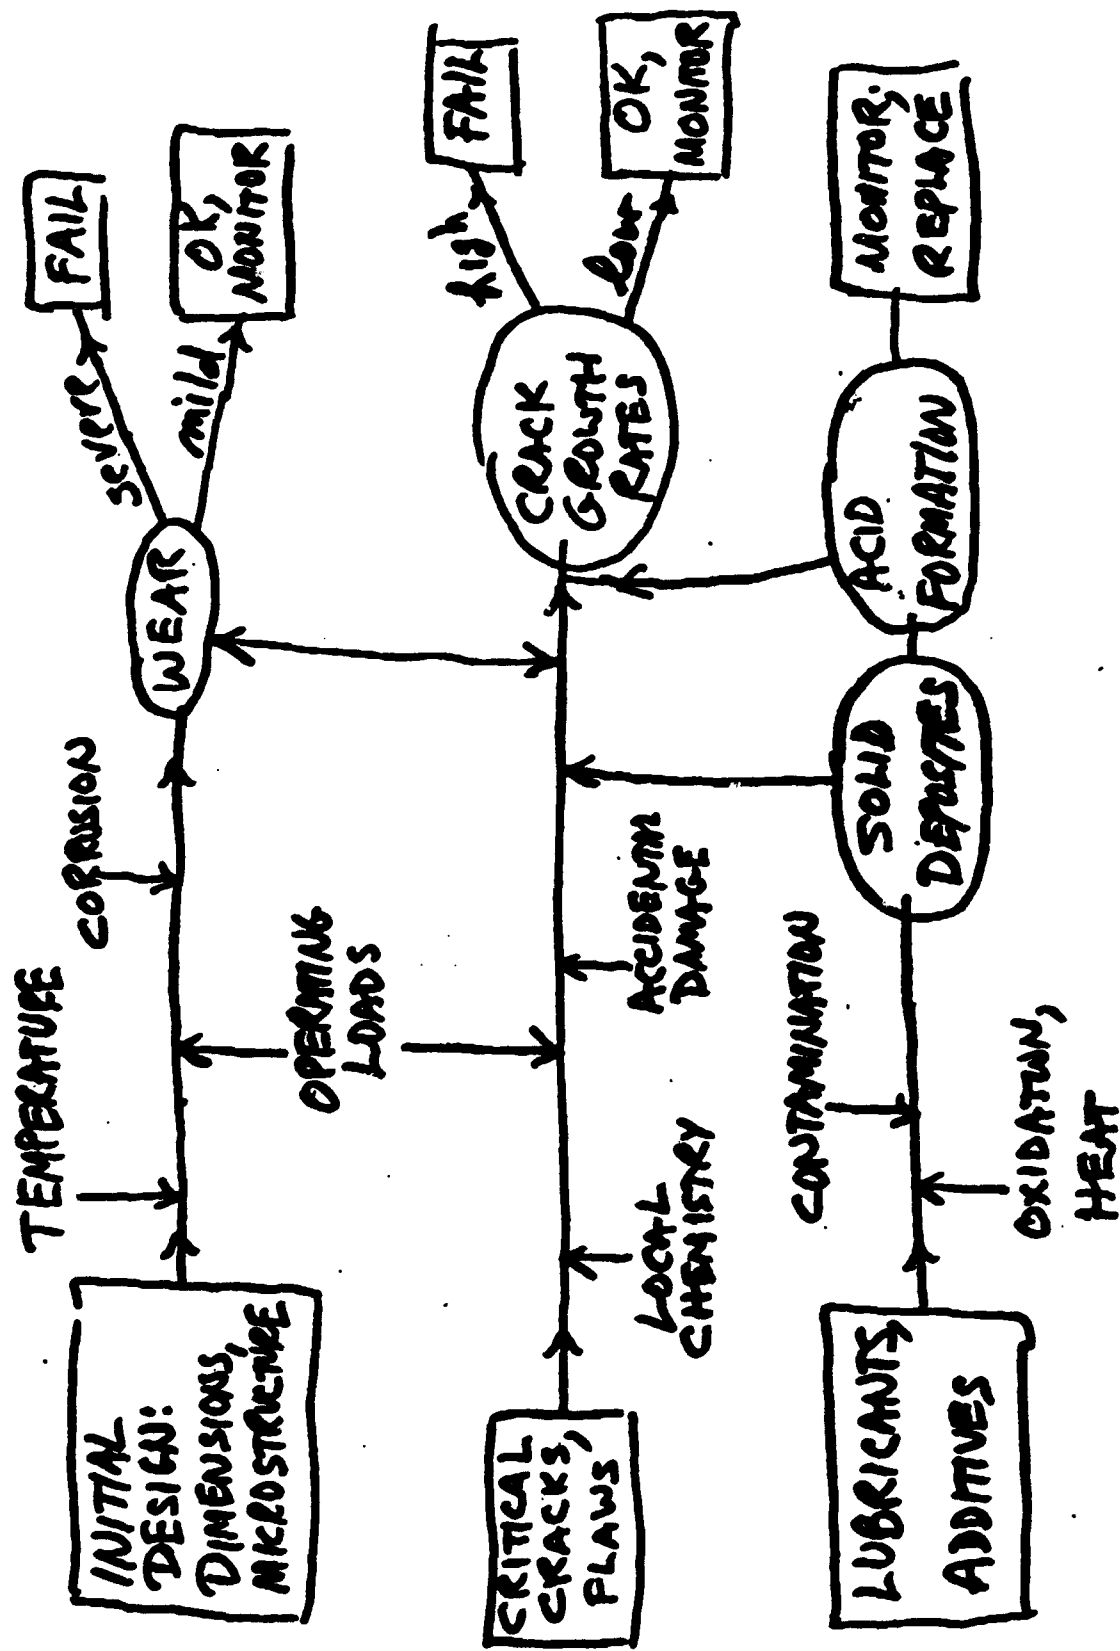 INITIAL
DESIGN:
DIMENSIONS,
MICROSTRUCTURE
TEMPERATURE
CORROSION
WEAR
severe
FAIL
mild
OK,
MONITOR
OPERATING
LOADS
CRITICAL
CRACKS,
FLAWS
LOCAL
CHEMISTRY
ACCIDENTAL
DAMAGE
CRACK
GROWTH
RATES
high
FAIL
low
OK,
MONITOR
LUBRICANTS,
ADDITIVES
CONTAMINATION
OXIDATION,
HEAT
SOLID
DEPOSITES
ACID
FORMATION
MONITOR,
REPLACE